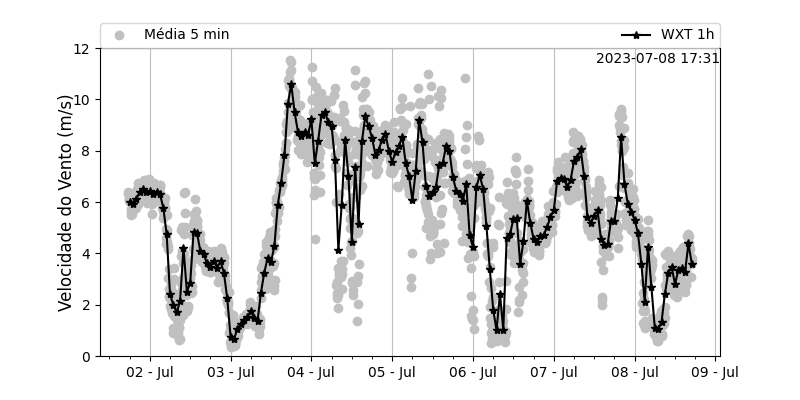 Média 5 min
WXT 1h
2023-07-08 17:31
Velocidade do Vento (m/s)
12
10
8
6
4
2
0
02 - Jul
03 - Jul
04 - Jul
05 - Jul
06 - Jul
07 - Jul
08 - Jul
09 - Jul